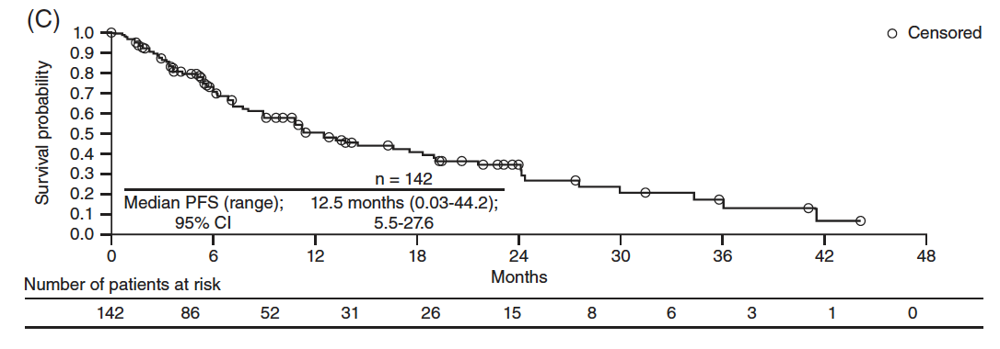 (C)
Censored
Survival probability
1.0
0.9
0.8
0.7
0.6
0.5
0.4
0.3
0.2
0.1
0.0
n = 142
Median PFS (range); 12.5 months (0.03-44.2);
95% CI 5.5-27.6
0 6 12 18 24 30 36 42 48
Months
Number of patients at risk
142 86 52 31 26 15 8 6 3 1 0